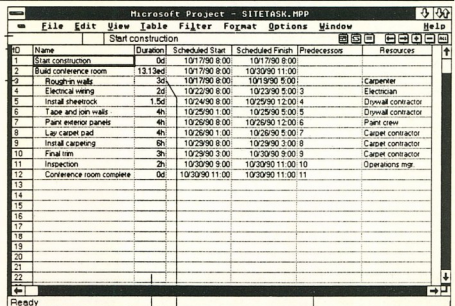 Microsoft Project - SITETASK.MPP
File Edit View Table Filter Format Options Window Help
Start construction
ID Name Duration Scheduled Start Scheduled Finish Predecessors Resources
1 Start construction 0d 10/17/90 8:00 10/17/90 8:00
2 Build conference room 13.13ed 10/17/90 8:00 10/30/90 11:00
3 Rough-in walls 3d 10/17/90 8:00 10/19/90 5:00 Carpenter
4 Electrical wiring 2d 10/22/90 8:00 10/23/90 5:00 3 Electrician
5 Install sheetrock 1.5d 10/24/90 8:00 10/25/90 12:00 4 Drywall contractor
6 Tape and join walls 4h 10/25/90 1:00 10/25/90 5:00 5 Drywall contractor
7 Paint exterior panels 4h 10/26/90 8:00 10/26/90 12:00 6 Paint crew
8 Lay carpet pad 4h 10/26/90 1:00 10/26/90 5:00 7 Carpet contractor
9 Install carpeting 6h 10/29/90 8:00 10/29/90 3:00 8 Carpet contractor
10 Final trim 3h 10/29/90 3:00 10/30/90 9:00 9 Carpet contractor
11 Inspection 2h 10/30/90 9:00 10/30/90 11:00 10 Operations mgr.
12 Conference room complete 0d 10/30/90 11:00 10/30/90 11:00 11
13
14
15
16
17
18
19
20
21
22
Ready